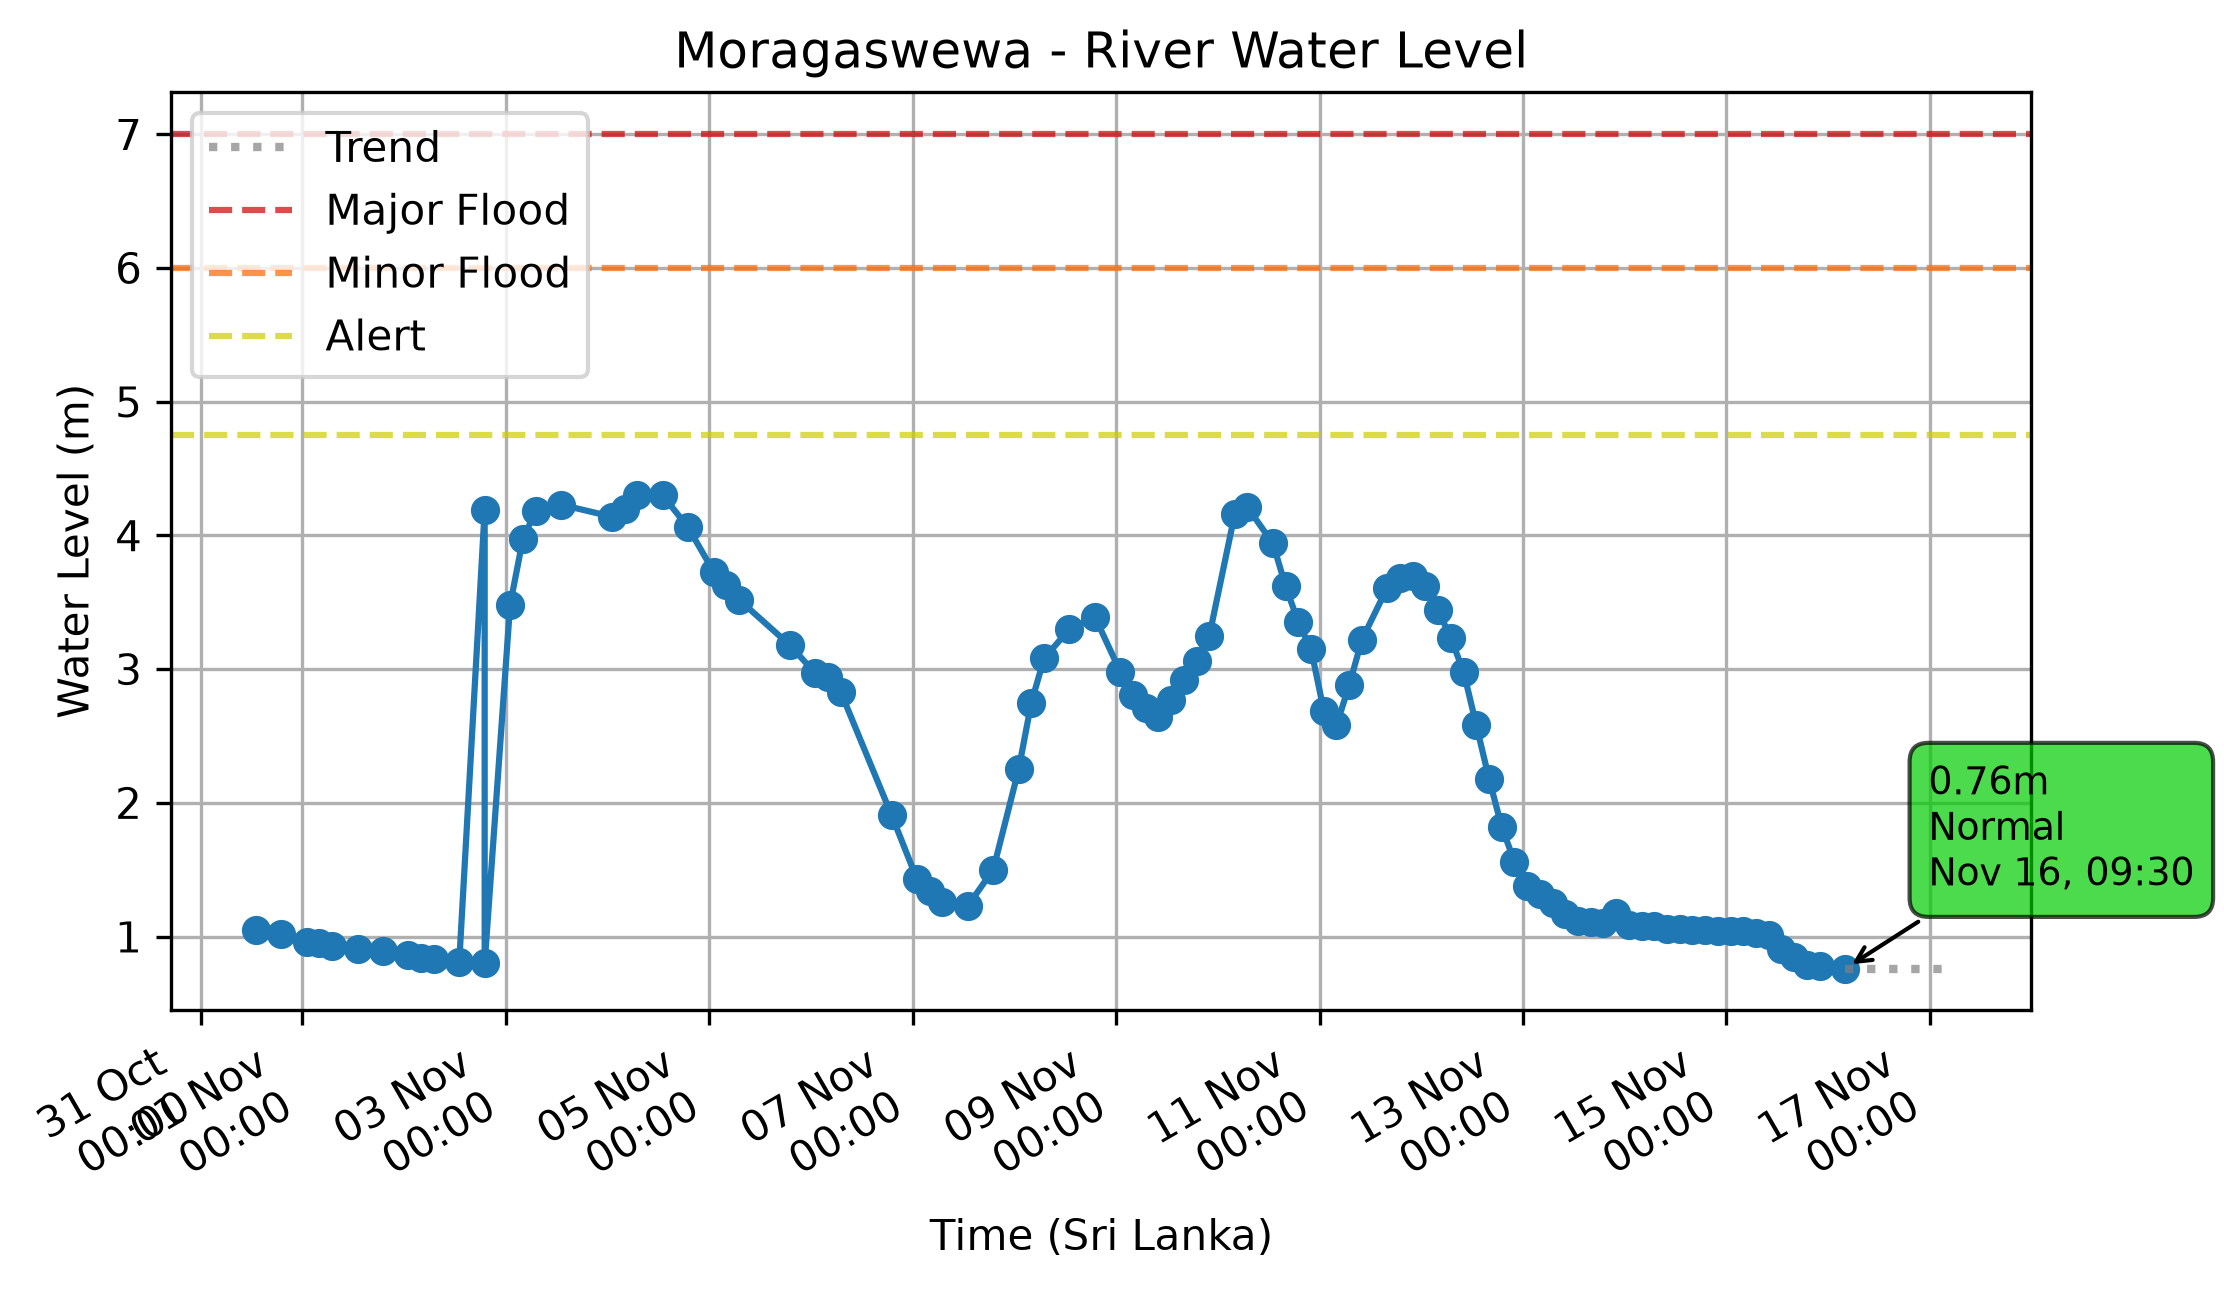 Moragaswewa - River Water Level
Trend
Major Flood
Minor Flood
Alert
7
6
5
4
3
2
1
Water Level (m)
0.76m
Normal
Nov 16, 09:30
31 Oct
00:00
01 Nov
00:00
03 Nov
00:00
05 Nov
00:00
07 Nov
00:00
09 Nov
00:00
11 Nov
00:00
13 Nov
00:00
15 Nov
00:00
17 Nov
00:00
Time (Sri Lanka)